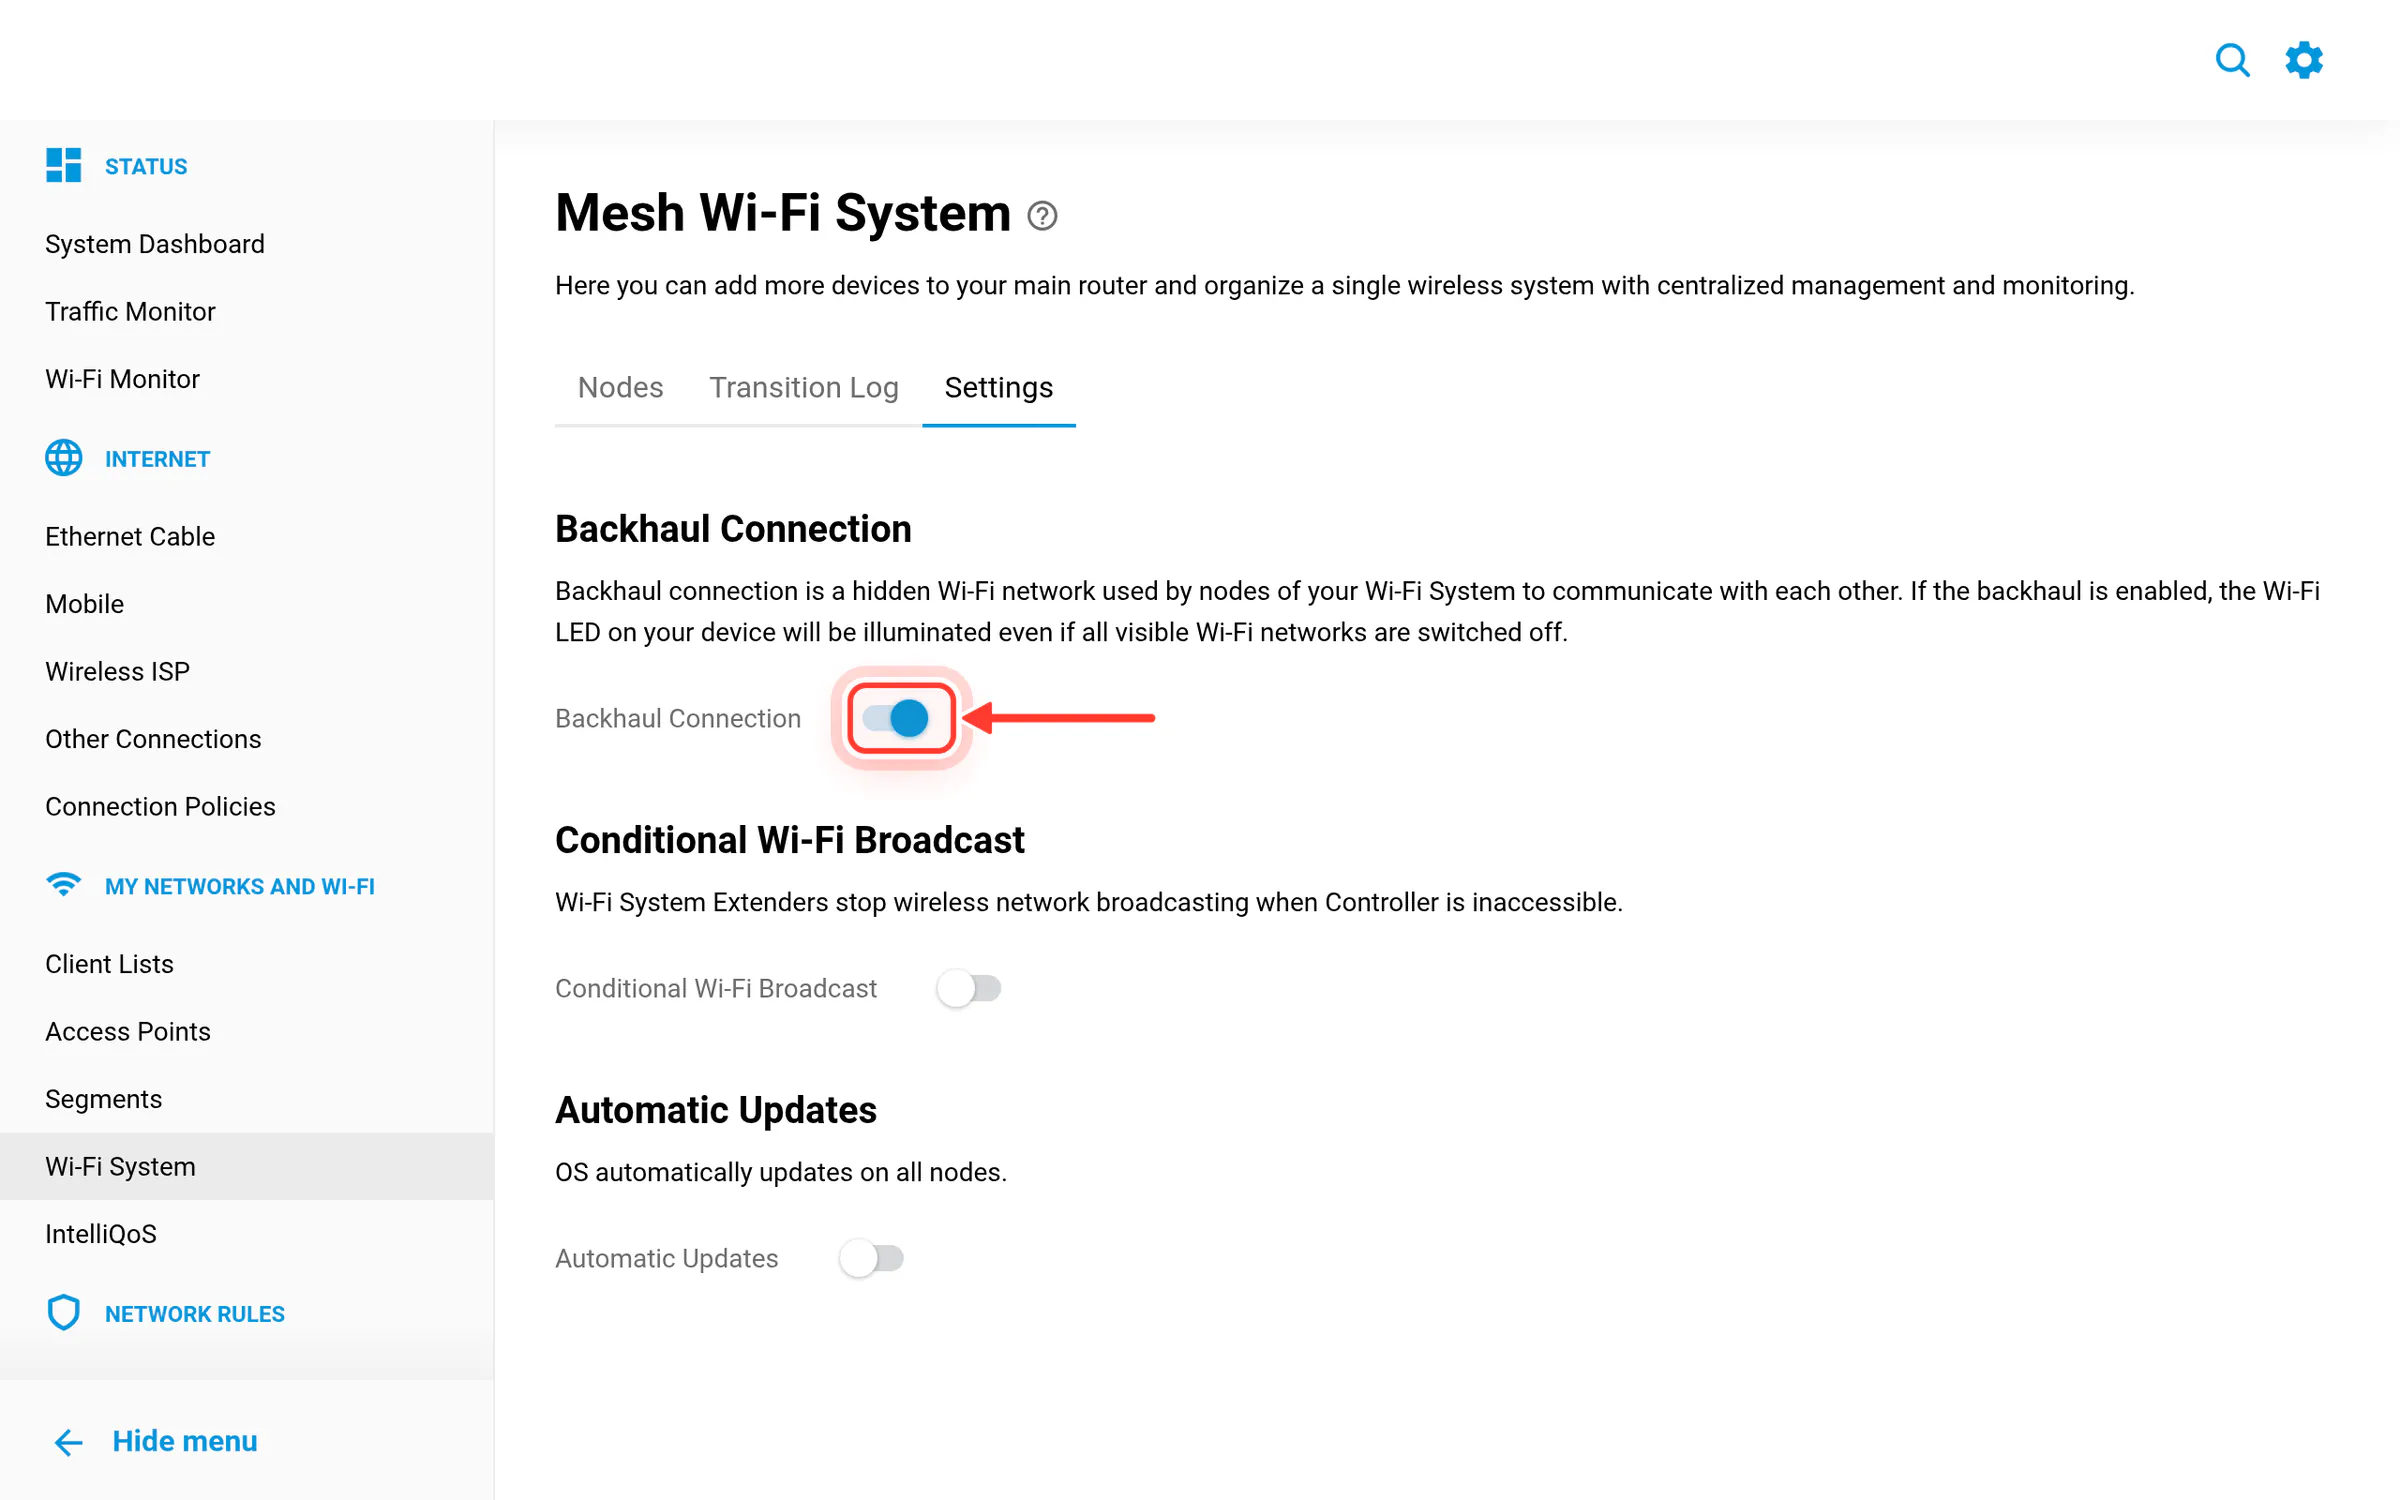 STATUS
System Dashboard
Traffic Monitor
Wi-Fi Monitor
INTERNET
Ethernet Cable
Mobile
Wireless ISP
Other Connections
Connection Policies
MY NETWORKS AND WI-FI
Client Lists
Access Points
Segments
Wi-Fi System
IntelliQoS
NETWORK RULES
Hide menu
Mesh Wi-Fi System
Here you can add more devices to your main router and organize a single wireless system with centralized management and monitoring.
Nodes Transition Log Settings
Backhaul Connection
Backhaul connection is a hidden Wi-Fi network used by nodes of your Wi-Fi System to communicate with each other. If the backhaul is enabled, the Wi-Fi
LED on your device will be illuminated even if all visible Wi-Fi networks are switched off.
Backhaul Connection
Conditional Wi-Fi Broadcast
Wi-Fi System Extenders stop wireless network broadcasting when Controller is inaccessible.
Conditional Wi-Fi Broadcast
Automatic Updates
OS automatically updates on all nodes.
Automatic Updates